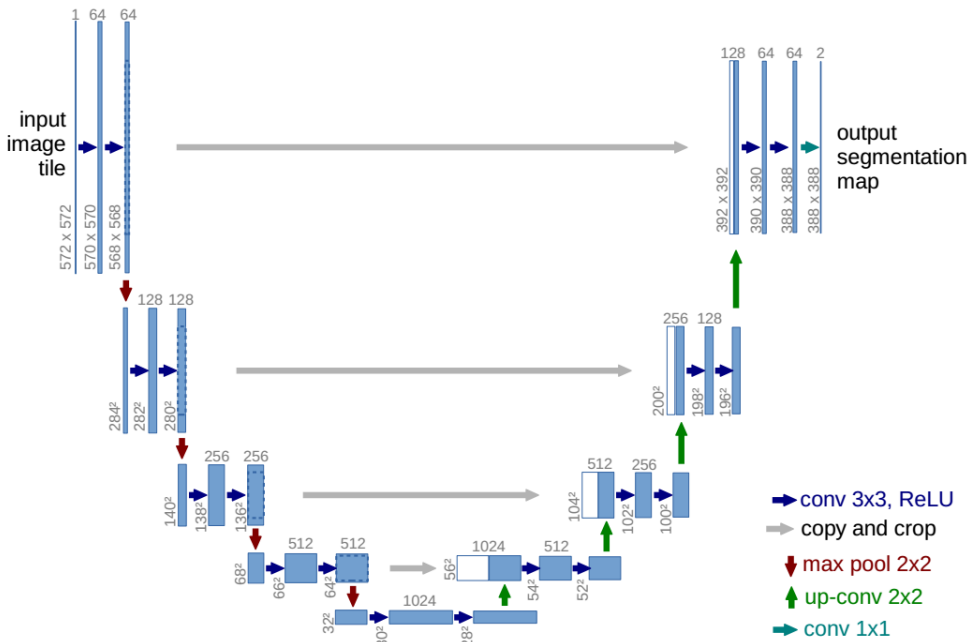 1 64 64
input
image
tile
572 x 572
570 x 570
568 x 568
128 64 64 2
output
segmentation
map
392 x 392
390 x 390
388 x 388
388 x 388
128 128
284²
282²
280²
256 128
200²
198²
196²
256 256
140²
138²
136²
512 256
104²
102²
100²
512 512
68²
66²
64²
1024 512
56²
54²
52²
1024
32²
conv 3x3, ReLU
copy and crop
max pool 2x2
up-conv 2x2
conv 1x1